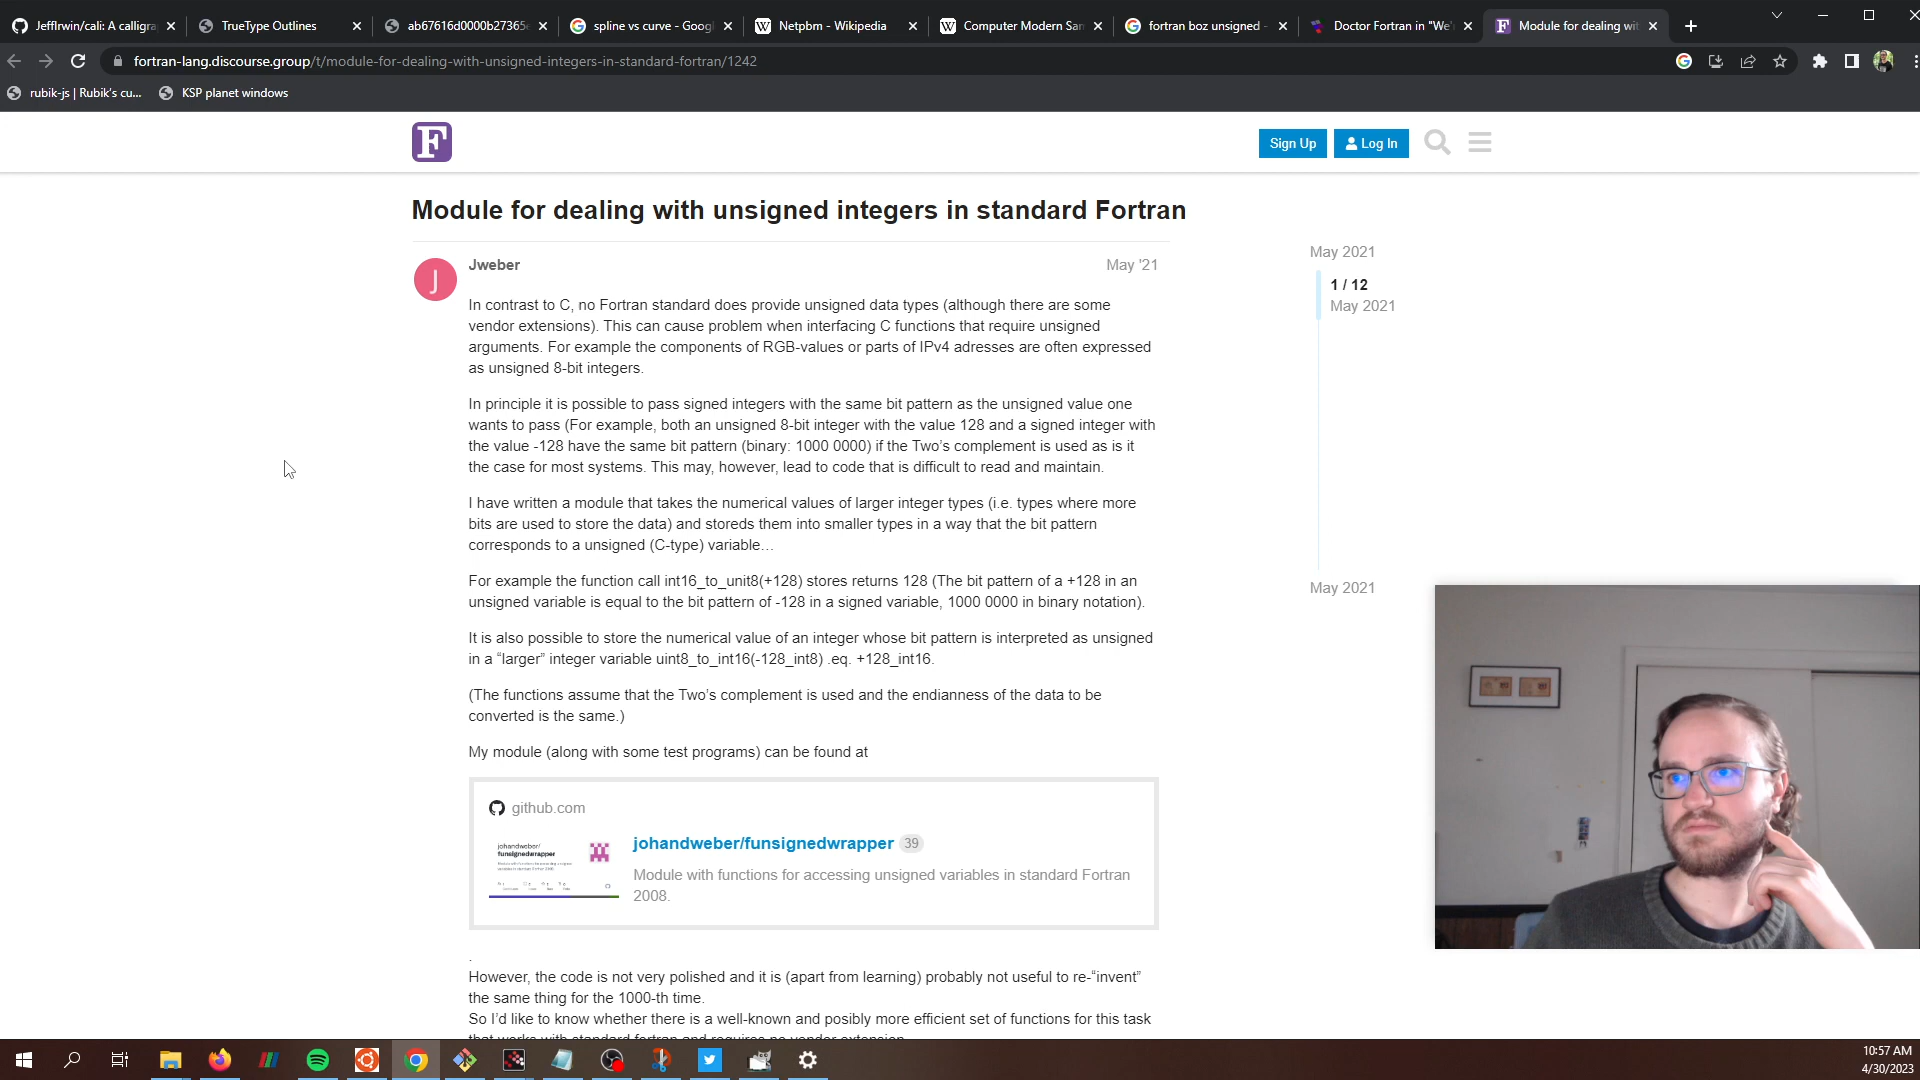 JeffIrwin/cali: A calligra
TrueType Outlines
ab67616d0000b27365e
spline vs curve - Googl
Netpbm - Wikipedia
Computer Modern San
fortran boz unsigned -
Doctor Fortran in "We'
Module for dealing wit
fortran-lang.discourse.group/t/module-for-dealing-with-unsigned-integers-in-standard-fortran/1242
rubik-js | Rubik's cu...
KSP planet windows
F
Sign Up
Log In
Module for dealing with unsigned integers in standard Fortran
J
Jweber
May '21
In contrast to C, no Fortran standard does provide unsigned data types (although there are some
vendor extensions). This can cause problem when interfacing C functions that require unsigned
arguments. For example the components of RGB-values or parts of IPv4 adresses are often expressed
as unsigned 8-bit integers.
In principle it is possible to pass signed integers with the same bit pattern as the unsigned value one
wants to pass (For example, both an unsigned 8-bit integer with the value 128 and a signed integer with
the value -128 have the same bit pattern (binary: 1000 0000) if the Two's complement is used as is it
the case for most systems. This may, however, lead to code that is difficult to read and maintain.
I have written a module that takes the numerical values of larger integer types (i.e. types where more
bits are used to store the data) and storeds them into smaller types in a way that the bit pattern
corresponds to a unsigned (C-type) variable…
For example the function call int16_to_unit8(+128) stores returns 128 (The bit pattern of a +128 in an
unsigned variable is equal to the bit pattern of -128 in a signed variable, 1000 0000 in binary notation).
It is also possible to store the numerical value of an integer whose bit pattern is interpreted as unsigned
in a “larger” integer variable uint8_to_int16(-128_int8) .eq. +128_int16.
(The functions assume that the Two's complement is used and the endianness of the data to be
converted is the same.)
My module (along with some test programs) can be found at
github.com
johandweber/
funsignedwrapper
johandweber/funsignedwrapper 39
Module with functions for accessing unsigned variables in standard Fortran
2008.
.
However, the code is not very polished and it is (apart from learning) probably not useful to re-“invent”
the same thing for the 1000-th time.
So I'd like to know whether there is a well-known and posibly more efficient set of functions for this task
that works with standard fortran and requires no vendor extension
May 2021
1 / 12
May 2021
May 2021
10:57 AM
4/30/2023